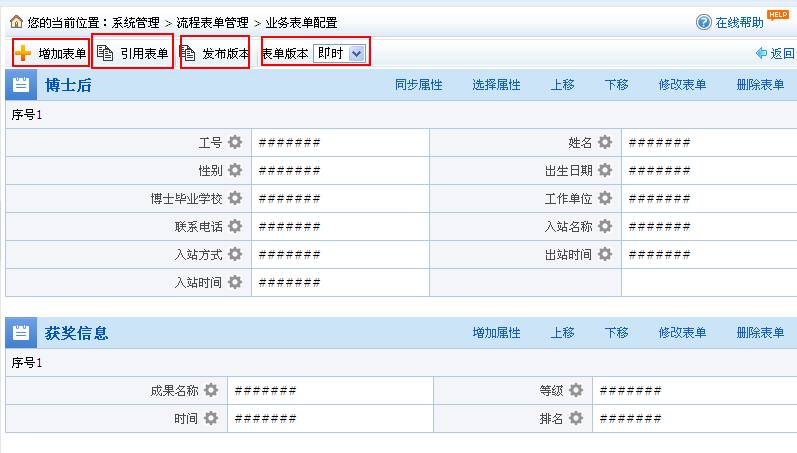 您的当前位置：系统管理 > 流程表单管理 > 业务表单配置 在线帮助 HELP
增加表单 引用表单 发布版本 表单版本 即时 返回
博士后 同步属性 选择属性 上移 下移 修改表单 删除表单
序号1
工号 ####### 姓名 #######
性别 ####### 出生日期 #######
博士毕业学校 ####### 工作单位 #######
联系电话 ####### 入站名称 #######
入站方式 ####### 出站时间 #######
入站时间 #######
获奖信息 增加属性 上移 下移 修改表单 删除表单
序号1
成果名称 ####### 等级 #######
时间 ####### 排名 #######